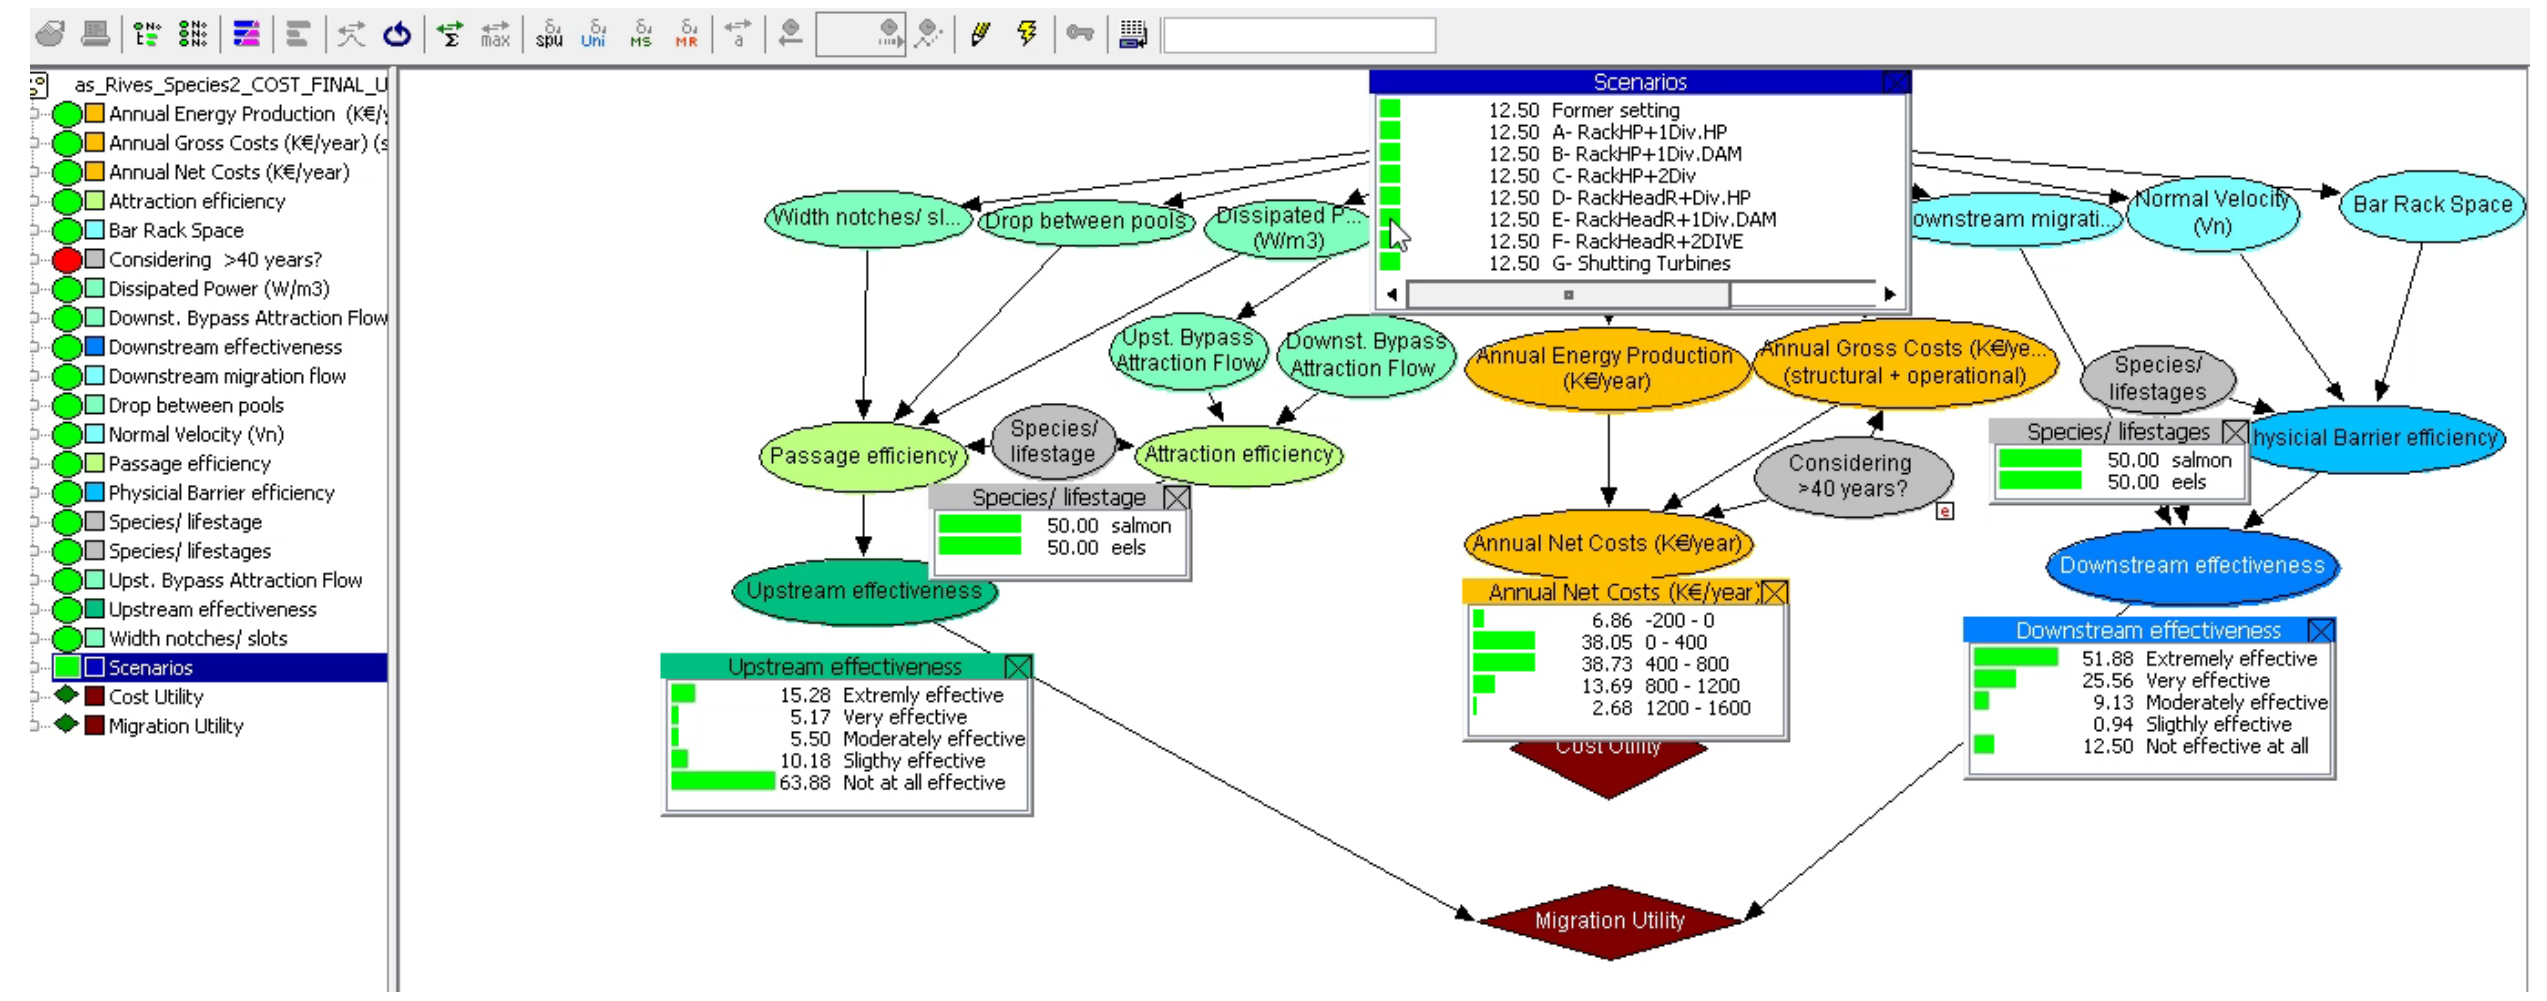 as_Rives_Species2_COST_FINAL_U
Annual Energy Production (K€/y
Annual Gross Costs (K€/year) (s
Annual Net Costs (K€/year)
Attraction efficiency
Bar Rack Space
Considering >40 years?
Dissipated Power (W/m3)
Downst. Bypass Attraction Flow
Downstream effectiveness
Downstream migration flow
Drop between pools
Normal Velocity (Vn)
Passage efficiency
Physicial Barrier efficiency
Species/ lifestage
Species/ lifestages
Upst. Bypass Attraction Flow
Upstream effectiveness
Width notches/ slots
Scenarios
Cost Utility
Migration Utility
Σ
max
spu
Uni
MS
MR
a
Scenarios
12.50 Former setting
12.50 A- RackHP+1Div.HP
12.50 B- RackHP+1Div.DAM
12.50 C- RackHP+2Div
12.50 D- RackHeadR+Div.HP
12.50 E- RackHeadR+1Div.DAM
12.50 F- RackHeadR+2DIVE
12.50 G- Shutting Turbines
Width notches/ sl...
Drop between pools
Dissipated P...
(W/m3)
ownstream migrati...
Normal Velocity
(Vn)
Bar Rack Space
Upst. Bypass
Attraction Flow
Downst. Bypass
Attraction Flow
Annual Energy Production
(K€/year)
Annual Gross Costs (K€/ye...
(structural + operational)
Species/
lifestages
Passage efficiency
Species/
lifestage
Attraction efficiency
Considering
>40 years?
e
Species/ lifestages
50.00 salmon
50.00 eels
hysicial Barrier efficiency
Species/ lifestage
50.00 salmon
50.00 eels
Annual Net Costs (K€/year)
Upstream effectiveness
Downstream effectiveness
Annual Net Costs (K€/year)
6.86 -200 - 0
38.05 0 - 400
38.73 400 - 800
13.69 800 - 1200
2.68 1200 - 1600
Upstream effectiveness
15.28 Extremly effective
5.17 Very effective
5.50 Moderately effective
10.18 Sligthy effective
63.88 Not at all effective
Downstream effectiveness
51.88 Extremely effective
25.56 Very effective
9.13 Moderately effective
0.94 Sligthly effective
12.50 Not effective at all
Cost Utility
Migration Utility